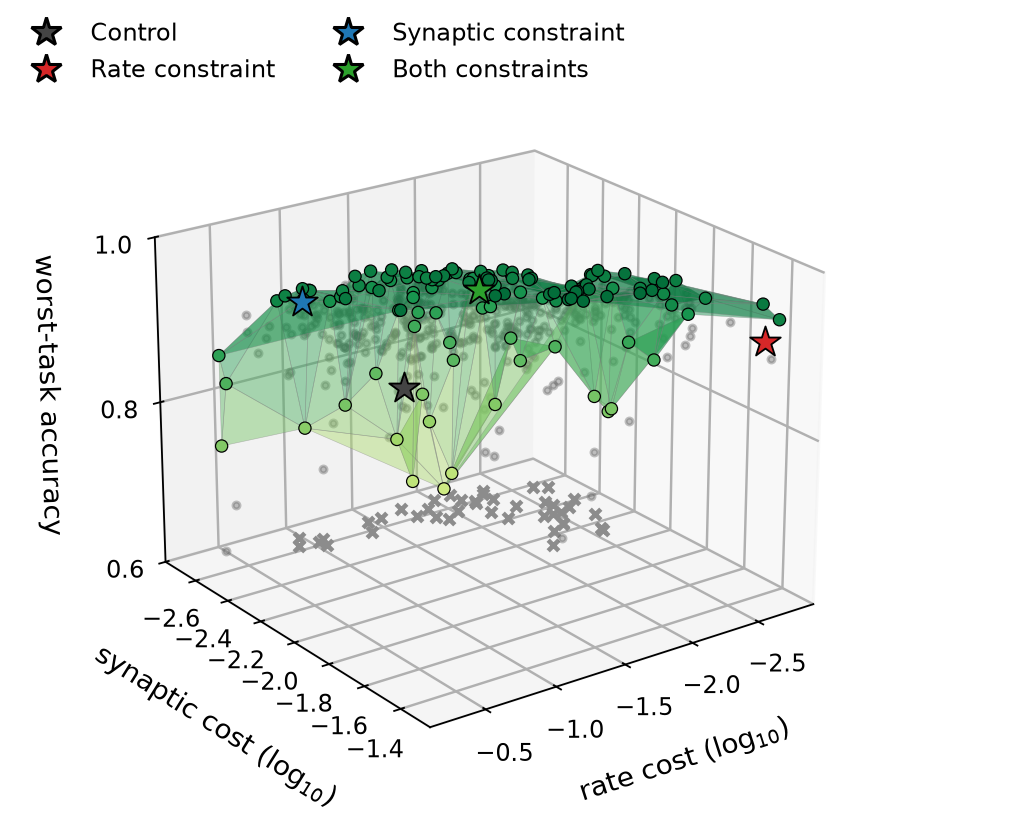 Control
Rate constraint
Synaptic constraint
Both constraints
1.0
0.8
0.6
worst-task accuracy
−2.6
−2.4
−2.2
−2.0
−1.8
−1.6
−1.4
synaptic cost (log₁₀)
−0.5
−1.0
−1.5
−2.0
−2.5
rate cost (log₁₀)